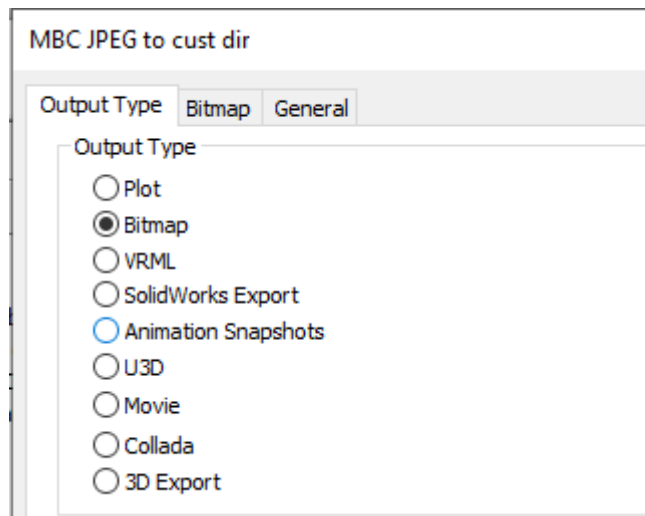 MBC JPEG to cust dir
Output Type Bitmap General
Output Type
Plot
Bitmap
VRML
SolidWorks Export
Animation Snapshots
U3D
Movie
Collada
3D Export